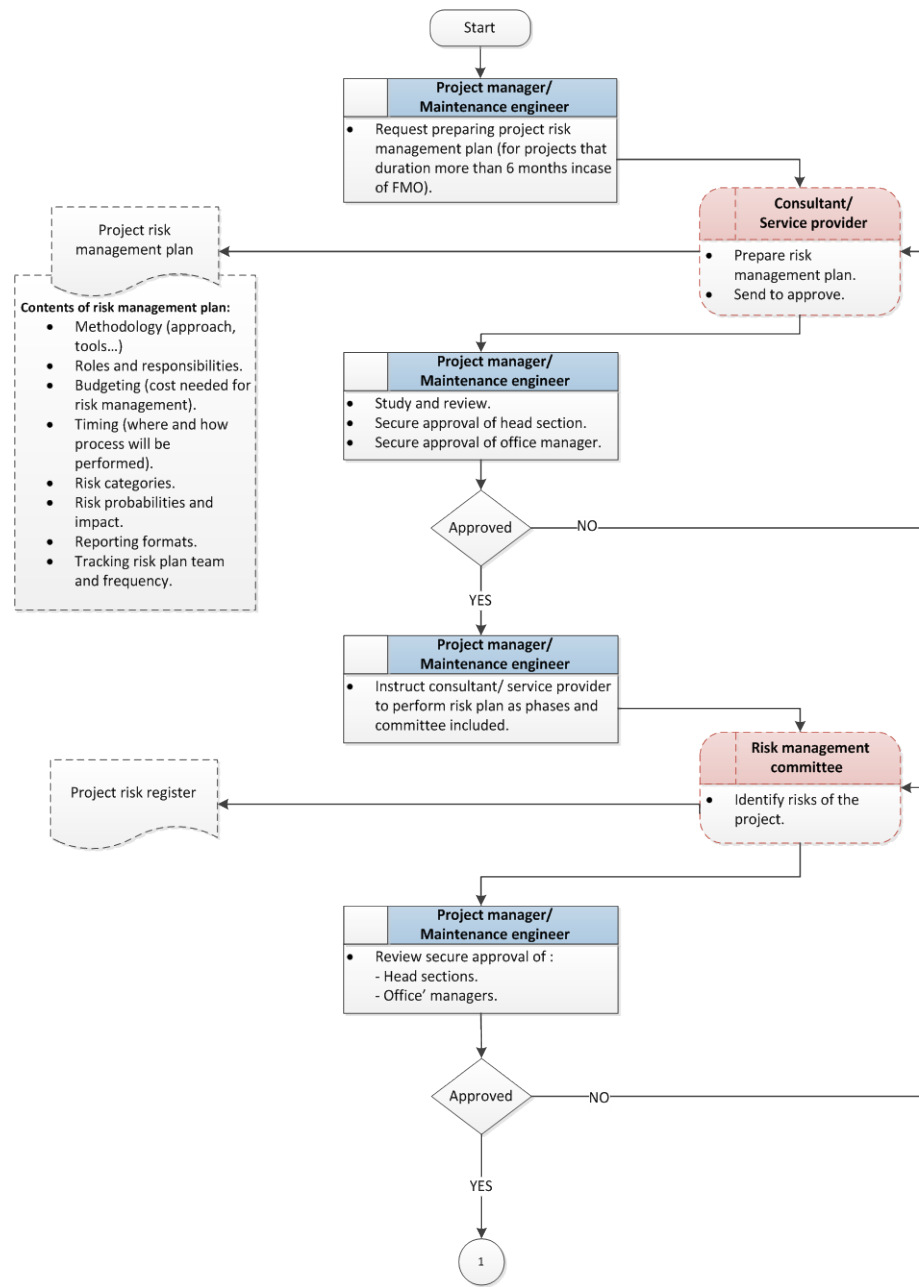 Start
Project manager/
Maintenance engineer
• Request preparing project risk
management plan (for projects that
duration more than 6 months incase
of FMO).
Consultant/
Service provider
• Prepare risk
management plan.
• Send to approve.
Project risk
management plan
Contents of risk management plan:
• Methodology (approach,
tools…)
• Roles and responsibilities.
• Budgeting (cost needed for
risk management).
• Timing (where and how
process will be
performed).
• Risk categories.
• Risk probabilities and
impact.
• Reporting formats.
• Tracking risk plan team
and frequency.
Project manager/
Maintenance engineer
• Study and review.
• Secure approval of head section.
• Secure approval of office manager.
Approved
NO
YES
Project manager/
Maintenance engineer
• Instruct consultant/ service provider
to perform risk plan as phases and
committee included.
Risk management
committee
• Identify risks of the
project.
Project risk register
Project manager/
Maintenance engineer
• Review secure approval of :
- Head sections.
- Office’ managers.
Approved
NO
YES
1